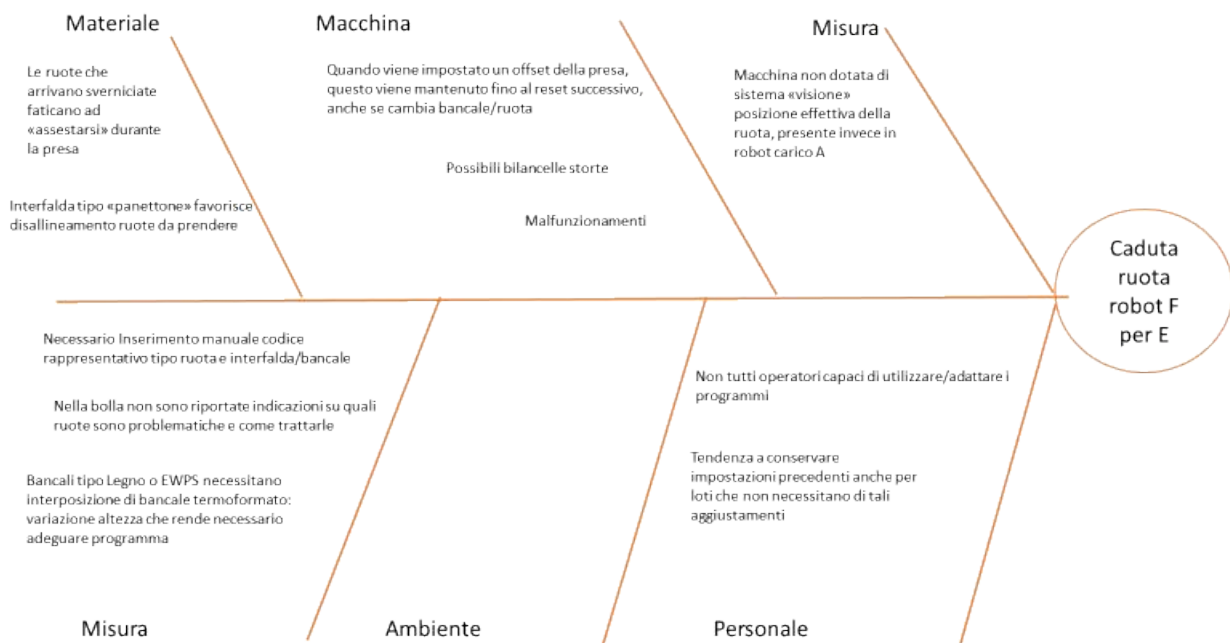 Materiale
Macchina
Misura
Le ruote che
arrivano sverniciate
faticano ad
«assestarsi» durante
la presa
Interfalda tipo «panettone» favorisce
disallineamento ruote da prendere
Quando viene impostato un offset della presa,
questo viene mantenuto fino al reset successivo,
anche se cambia bancale/ruota
Possibili bilancelle storte
Malfunzionamenti
Macchina non dotata di
sistema «visione»
posizione effettiva della
ruota, presente invece in
robot carico A
Caduta
ruota
robot F
per E
Necessario Inserimento manuale codice
rappresentativo tipo ruota e interfalda/bancale
Nella bolla non sono riportate indicazioni su quali
ruote sono problematiche e come trattarle
Bancali tipo Legno o EWPS necessitano
interposizione di bancale termoformato:
variazione altezza che rende necessario
adeguare programma
Non tutti operatori capaci di utilizzare/adattare i
programmi
Tendenza a conservare
impostazioni precedenti anche per
loti che non necessitano di tali
aggiustamenti
Misura
Ambiente
Personale